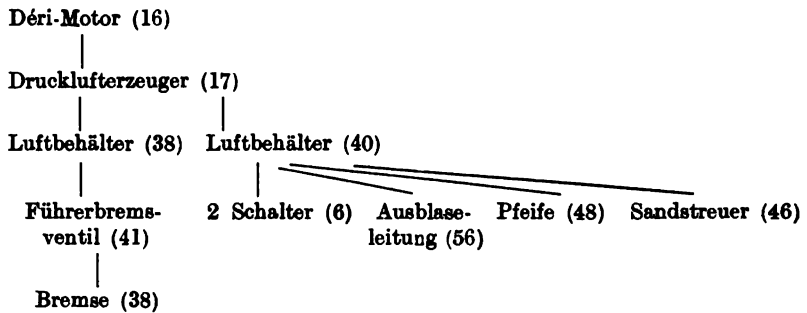 Déri-Motor (16)
Drucklufterzeuger (17)
Luftbehälter (38) Luftbehälter (40)
Führerbrems- 2 Schalter (6) Ausblase- Pfeife (48) Sandstreuer (46)
ventil (41) leitung (56)
Bremse (38)